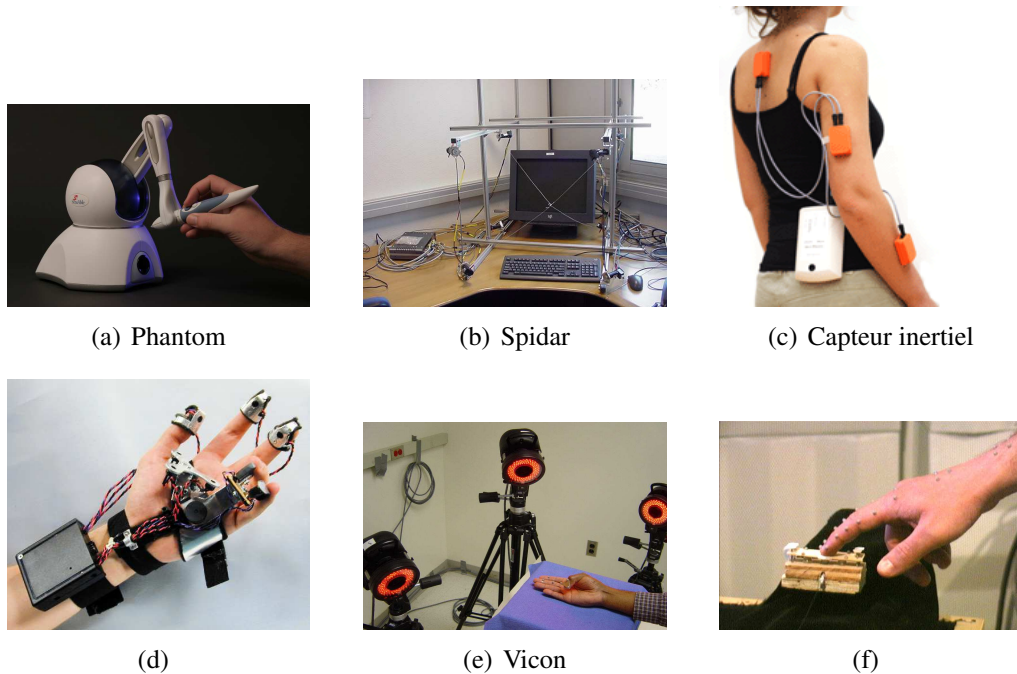 (a) Phantom
(b) Spidar
(c) Capteur inertiel
(d)
(e) Vicon
(f)